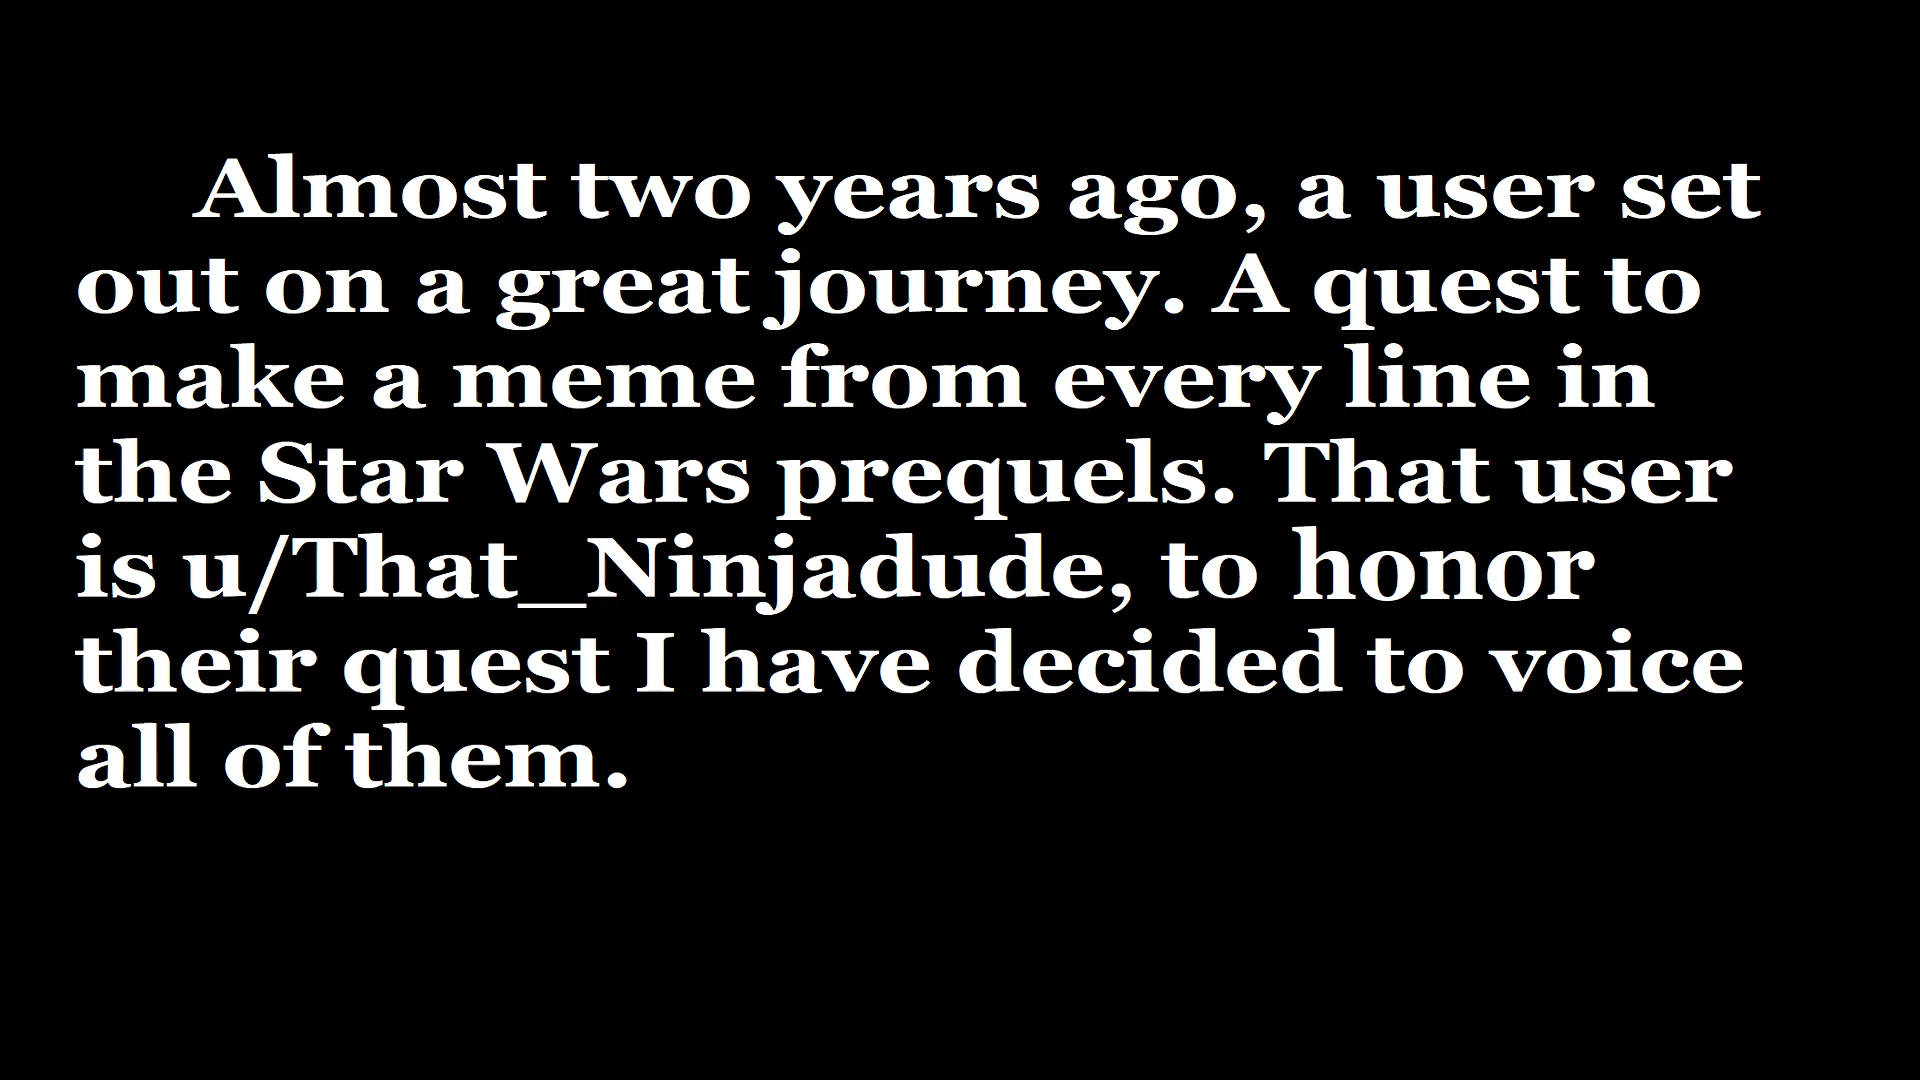 Almost two years ago, a user set
out on a great journey. A quest to
make a meme from every line in
the Star Wars prequels. That user
is u/That_Ninjadude, to honor
their quest I have decided to voice
all of them.